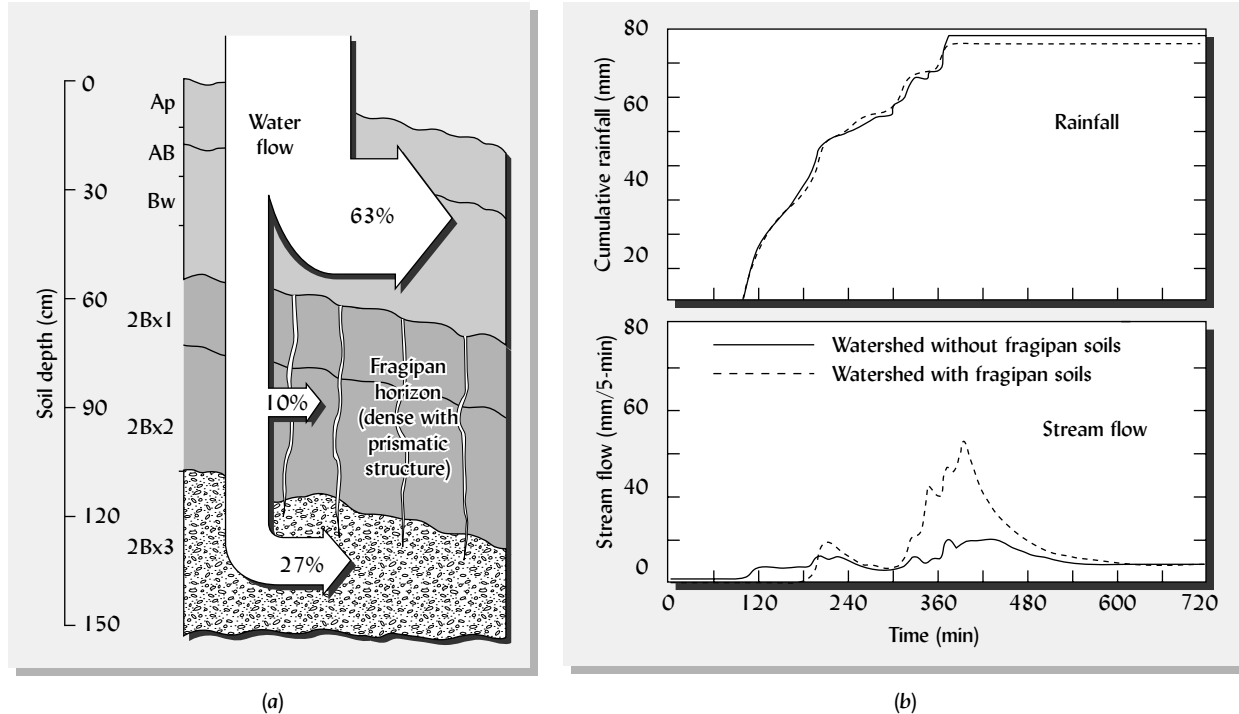 0
30
60
90
120
150
Soil depth (cm)
Ap
AB
Bw
2Bx1
2Bx2
2Bx3
Water
flow
63%
10%
27%
Fragipan
horizon
(dense with
prismatic
structure)
(a)
80
60
40
20
Cumulative rainfall (mm)
Rainfall
80
60
40
0
Stream flow (mm/5-min)
Watershed without fragipan soils
Watershed with fragipan soils
Stream flow
0 120 240 360 480 600 720
Time (min)
(b)